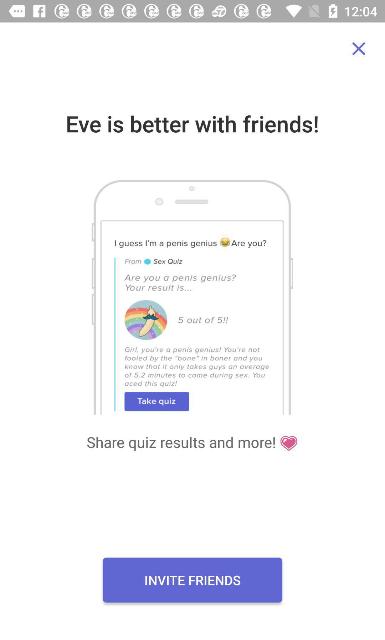 12:04
Eve is better with friends!
I guess I'm a penis genius 😂 Are you?
From Sex Quiz
Are you a penis genius?
Your result is...
5 out of 5!!
Girl, you're a penis genius! You're not
fooled by the "bone" in boner and you
know that it only takes guys an average
of 5.2 minutes to come during sex. You
aced this quiz!
Take quiz
Share quiz results and more! 💗
INVITE FRIENDS